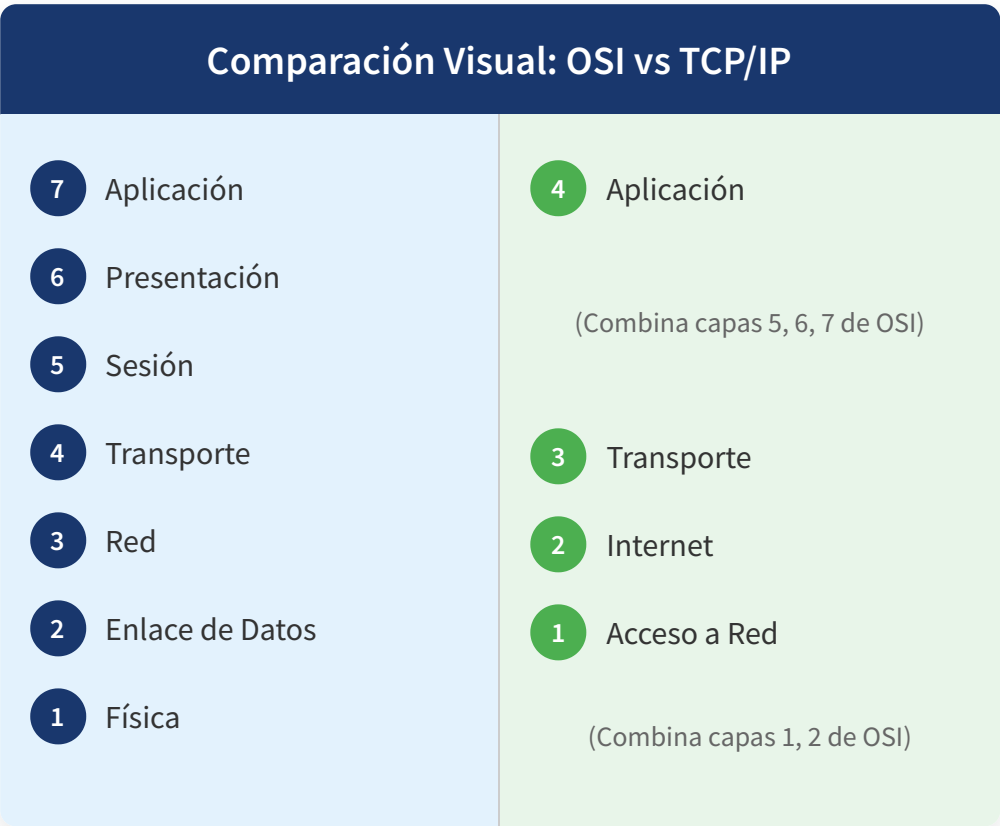 Comparación Visual: OSI vs TCP/IP
7 Aplicación
6 Presentación
5 Sesión
4 Transporte
3 Red
2 Enlace de Datos
1 Física
4 Aplicación
(Combina capas 5, 6, 7 de OSI)
3 Transporte
2 Internet
1 Acceso a Red
(Combina capas 1, 2 de OSI)